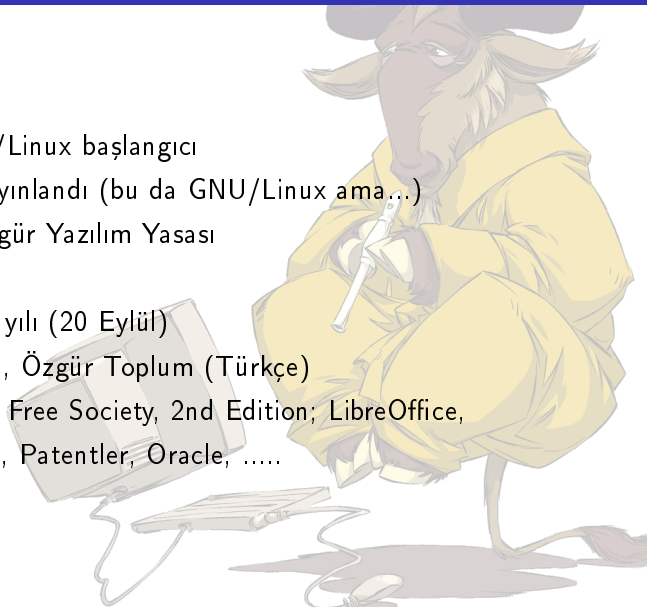 /Linux başlangıcı
yınlandı (bu da GNU/Linux ama...)
gür Yazılım Yasası
yılı (20 Eylül)
, Özgür Toplum (Türkçe)
Free Society, 2nd Edition; LibreOffice,
, Patentler, Oracle, .....